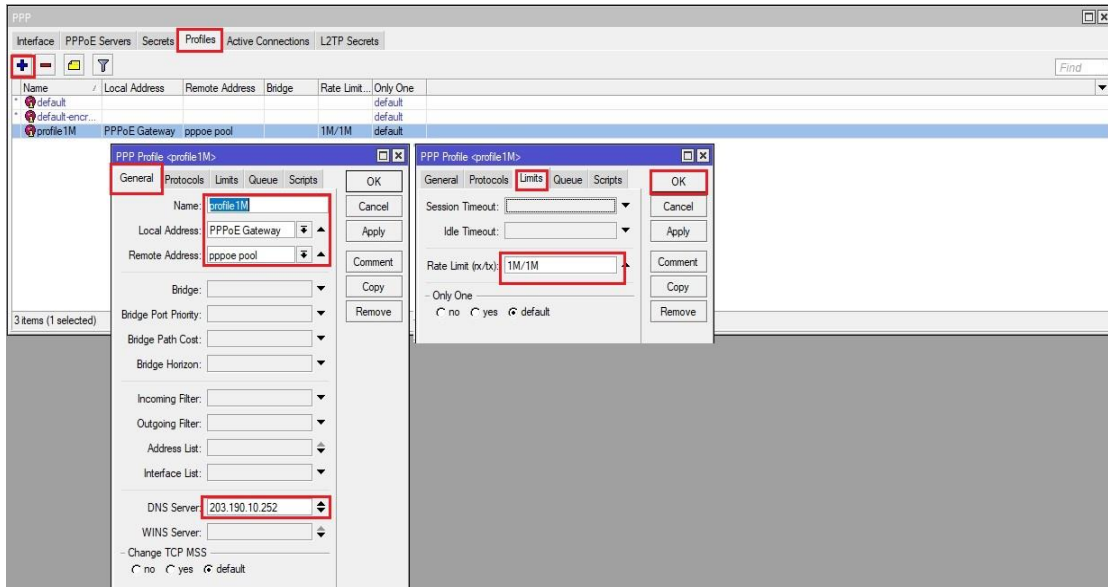 PPP
Interface PPPoE Servers Secrets Profiles Active Connections L2TP Secrets
Find
Name / Local Address Remote Address Bridge Rate Limit... Only One
* default default
* default-encr... default
profile1M PPPoE Gateway pppoe pool 1M/1M default
3 items (1 selected)
PPP Profile <profile1M>
General Protocols Limits Queue Scripts
Name: profile1M
Local Address: PPPoE Gateway
Remote Address: pppoe pool
Bridge:
Bridge Port Priority:
Bridge Path Cost:
Bridge Horizon:
Incoming Filter:
Outgoing Filter:
Address List:
Interface List:
DNS Server: 203.190.10.252
WINS Server:
Change TCP MSS
no yes default
OK
Cancel
Apply
Comment
Copy
Remove
PPP Profile <profile1M>
General Protocols Limits Queue Scripts
Session Timeout:
Idle Timeout:
Rate Limit (rx/tx): 1M/1M
Only One
no yes default
OK
Cancel
Apply
Comment
Copy
Remove